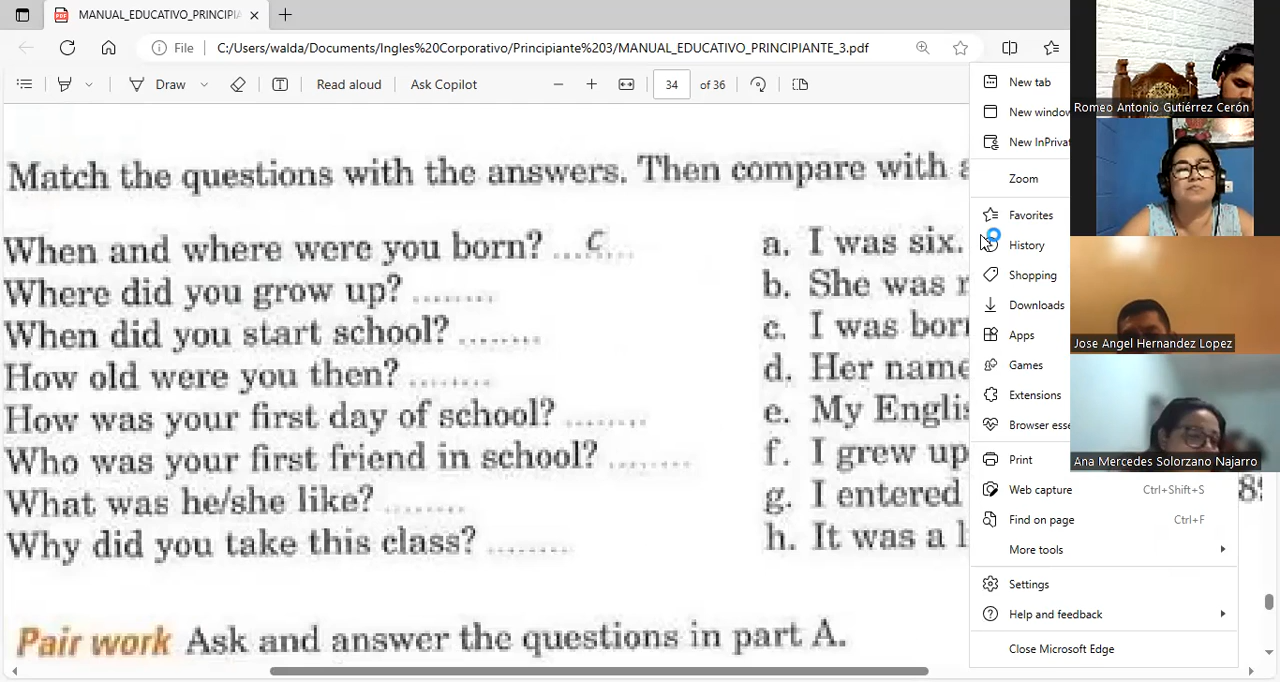 MANUAL_EDUCATIVO_PRINCIPIA
File C:/Users/walda/Documents/Ingles%20Corporativo/Principiante%203/MANUAL_EDUCATIVO_PRINCIPIANTE_3.pdf
Draw Read aloud Ask Copilot 34 of 36
Match the questions with the answers. Then compare with a
When and where were you born? ...c....
Where did you grow up? ........
When did you start school? ........
How old were you then? ........
How was your first day of school? ........
Who was your first friend in school? ........
What was he/she like? ........
Why did you take this class? ........
a. I was six.
b. She was
c. I was
d. Her name
e. My
f. I grew up
g. I entered
h. It was a
Pair work Ask and answer the questions in part A.
New tab
New window
New InPriva
Zoom
Favorites
History
Shopping
Downloads
Apps
Games
Extensions
Browser esse
Print
Web capture Ctrl+Shift+S
Find on page Ctrl+F
More tools
Settings
Help and feedback
Close Microsoft Edge
Romeo Antonio Gutiérrez Cerón
Jose Angel Hernandez Lopez
Ana Mercedes Solorzano Najarro